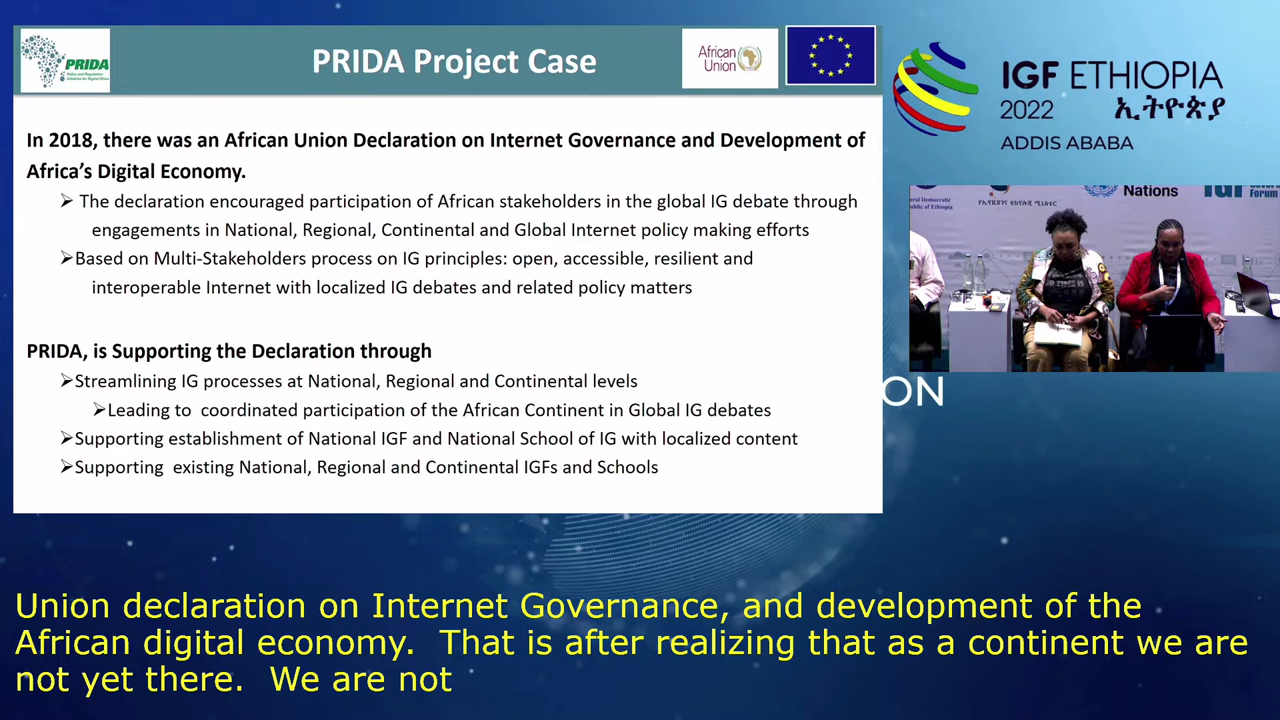 PRIDA
Policy and Regulation
Initiative for Digital Africa
PRIDA Project Case
African
Union
In 2018, there was an African Union Declaration on Internet Governance and Development of
Africa's Digital Economy.
➢ The declaration encouraged participation of African stakeholders in the global IG debate through
engagements in National, Regional, Continental and Global Internet policy making efforts
➢Based on Multi-Stakeholders process on IG principles: open, accessible, resilient and
interoperable Internet with localized IG debates and related policy matters
PRIDA, is Supporting the Declaration through
➢Streamlining IG processes at National, Regional and Continental levels
➢Leading to coordinated participation of the African Continent in Global IG debates
➢Supporting establishment of National IGF and National School of IG with localized content
➢Supporting existing National, Regional and Continental IGFs and Schools
IGF ETHIOPIA
2022 ኢትዮጵያ
ADDIS ABABA
Nations
Forum
ON
Union declaration on Internet Governance, and development of the
African digital economy. That is after realizing that as a continent we are
not yet there. We are not